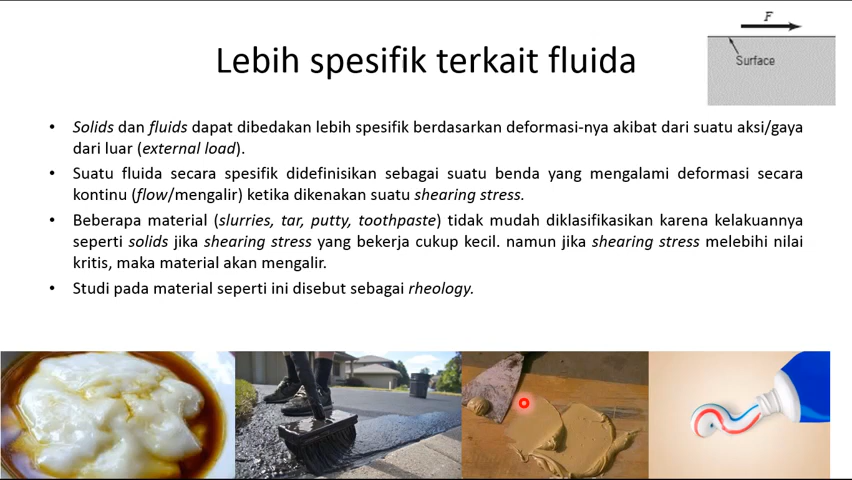 F
Surface
Lebih spesifik terkait fluida
• Solids dan fluids dapat dibedakan lebih spesifik berdasarkan deformasi-nya akibat dari suatu aksi/gaya
dari luar (external load).
• Suatu fluida secara spesifik didefinisikan sebagai suatu benda yang mengalami deformasi secara
kontinu (flow/mengalir) ketika dikenakan suatu shearing stress.
• Beberapa material (slurries, tar, putty, toothpaste) tidak mudah diklasifikasikan karena kelakuannya
seperti solids jika shearing stress yang bekerja cukup kecil. namun jika shearing stress melebihi nilai
kritis, maka material akan mengalir.
• Studi pada material seperti ini disebut sebagai rheology.